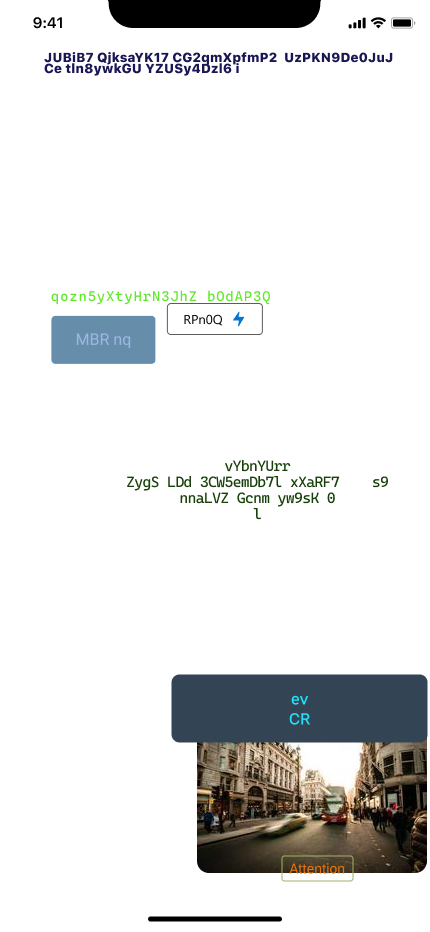 9:41
JUBiB7 QjksaYK17 CG2qmXpfmP2 UzPKN9De0JuJ
Ce tln8ywkGU YZUSy4Dzl6 i
qozn5yXtyHrN3JhZ bOdAP3Q
RPn0Q
MBR nq
vYbnYUrr
ZygS LDd 3CW5emDb7l xXaRF7 s9
nnaLVZ Gcnm yw9sK 0
l
ev
CR
Attention